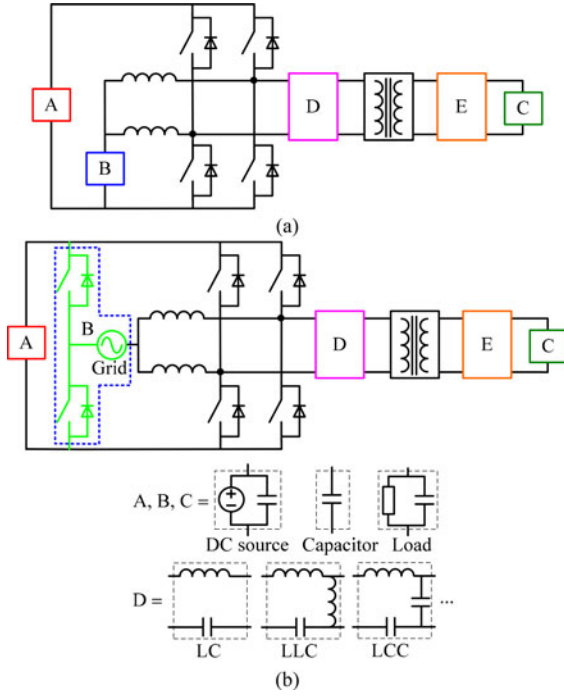 A
B
D
E
C
(a)
A
B
Grid
D
E
C
A, B, C =
DC source
Capacitor
Load
D =
...
LC
LLC
LCC
(b)